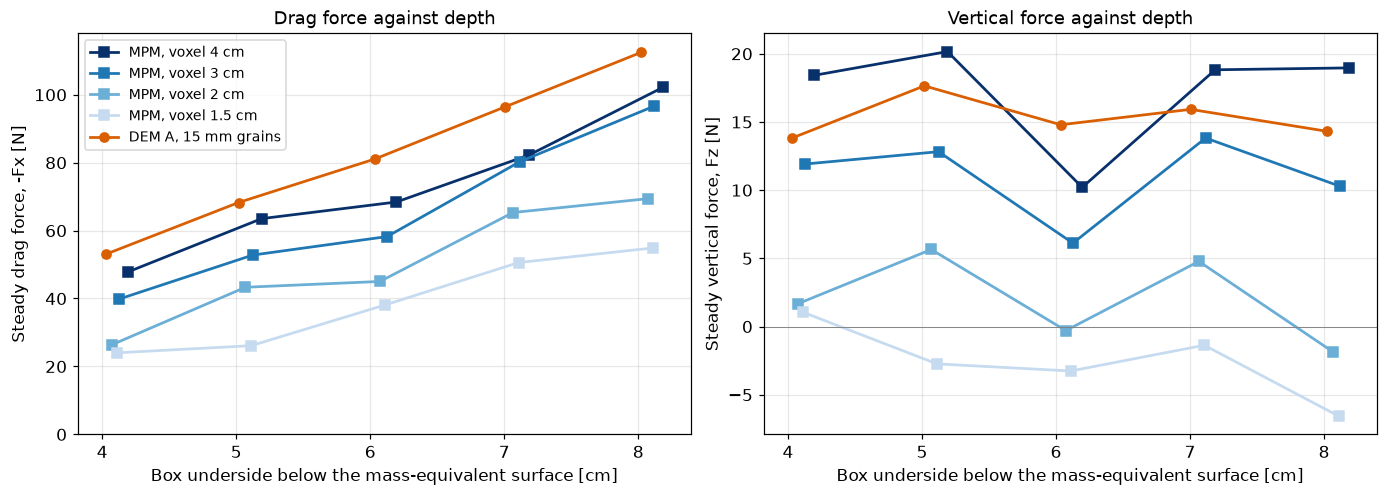 Drag force against depth
MPM, voxel 4 cm
MPM, voxel 3 cm
MPM, voxel 2 cm
MPM, voxel 1.5 cm
DEM A, 15 mm grains
Steady drag force, -Fx [N]
100
80
60
40
20
0
4 5 6 7 8
Box underside below the mass-equivalent surface [cm]
Vertical force against depth
Steady vertical force, Fz [N]
20
15
10
5
0
−5
4 5 6 7 8
Box underside below the mass-equivalent surface [cm]